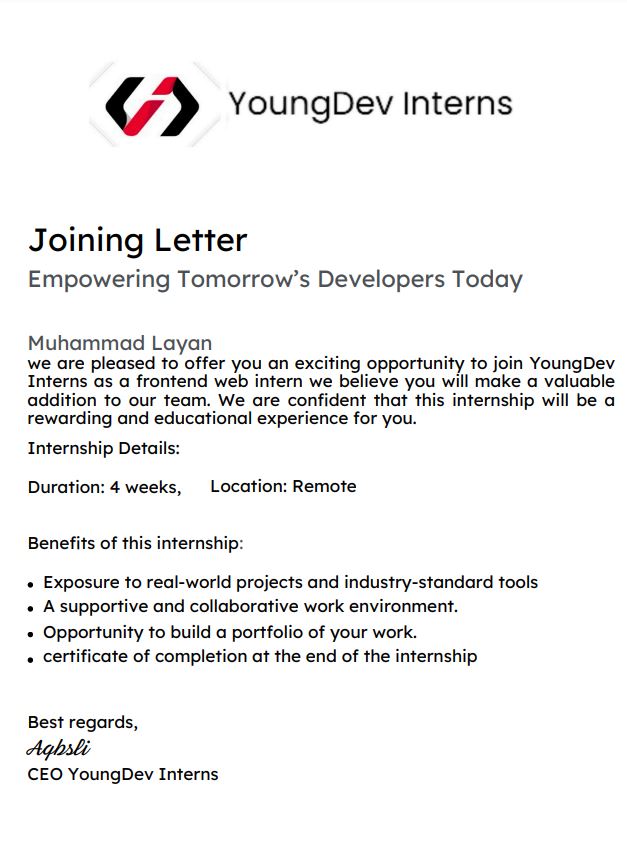 YoungDev Interns
Joining Letter
Empowering Tomorrow’s Developers Today
Muhammad Layan
we are pleased to offer you an exciting opportunity to join YoungDev
Interns as a frontend web intern we believe you will make a valuable
addition to our team. We are confident that this internship will be a
rewarding and educational experience for you.
Internship Details:
Duration: 4 weeks, Location: Remote
Benefits of this internship:
• Exposure to real-world projects and industry-standard tools
• A supportive and collaborative work environment.
• Opportunity to build a portfolio of your work.
• certificate of completion at the end of the internship
Best regards,
Aqbsli
CEO YoungDev Interns